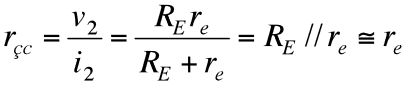 r_çc = v_2 / i_2 = R_E r_e / (R_E + r_e) = R_E // r_e ≅ r_e